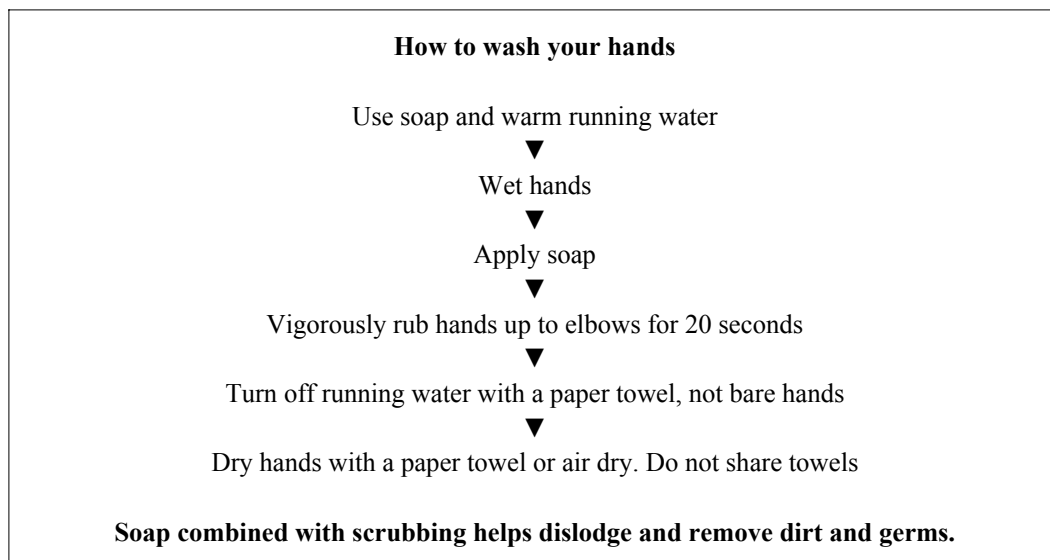 How to wash your hands
Use soap and warm running water
▼
Wet hands
▼
Apply soap
▼
Vigorously rub hands up to elbows for 20 seconds
▼
Turn off running water with a paper towel, not bare hands
▼
Dry hands with a paper towel or air dry. Do not share towels
Soap combined with scrubbing helps dislodge and remove dirt and germs.